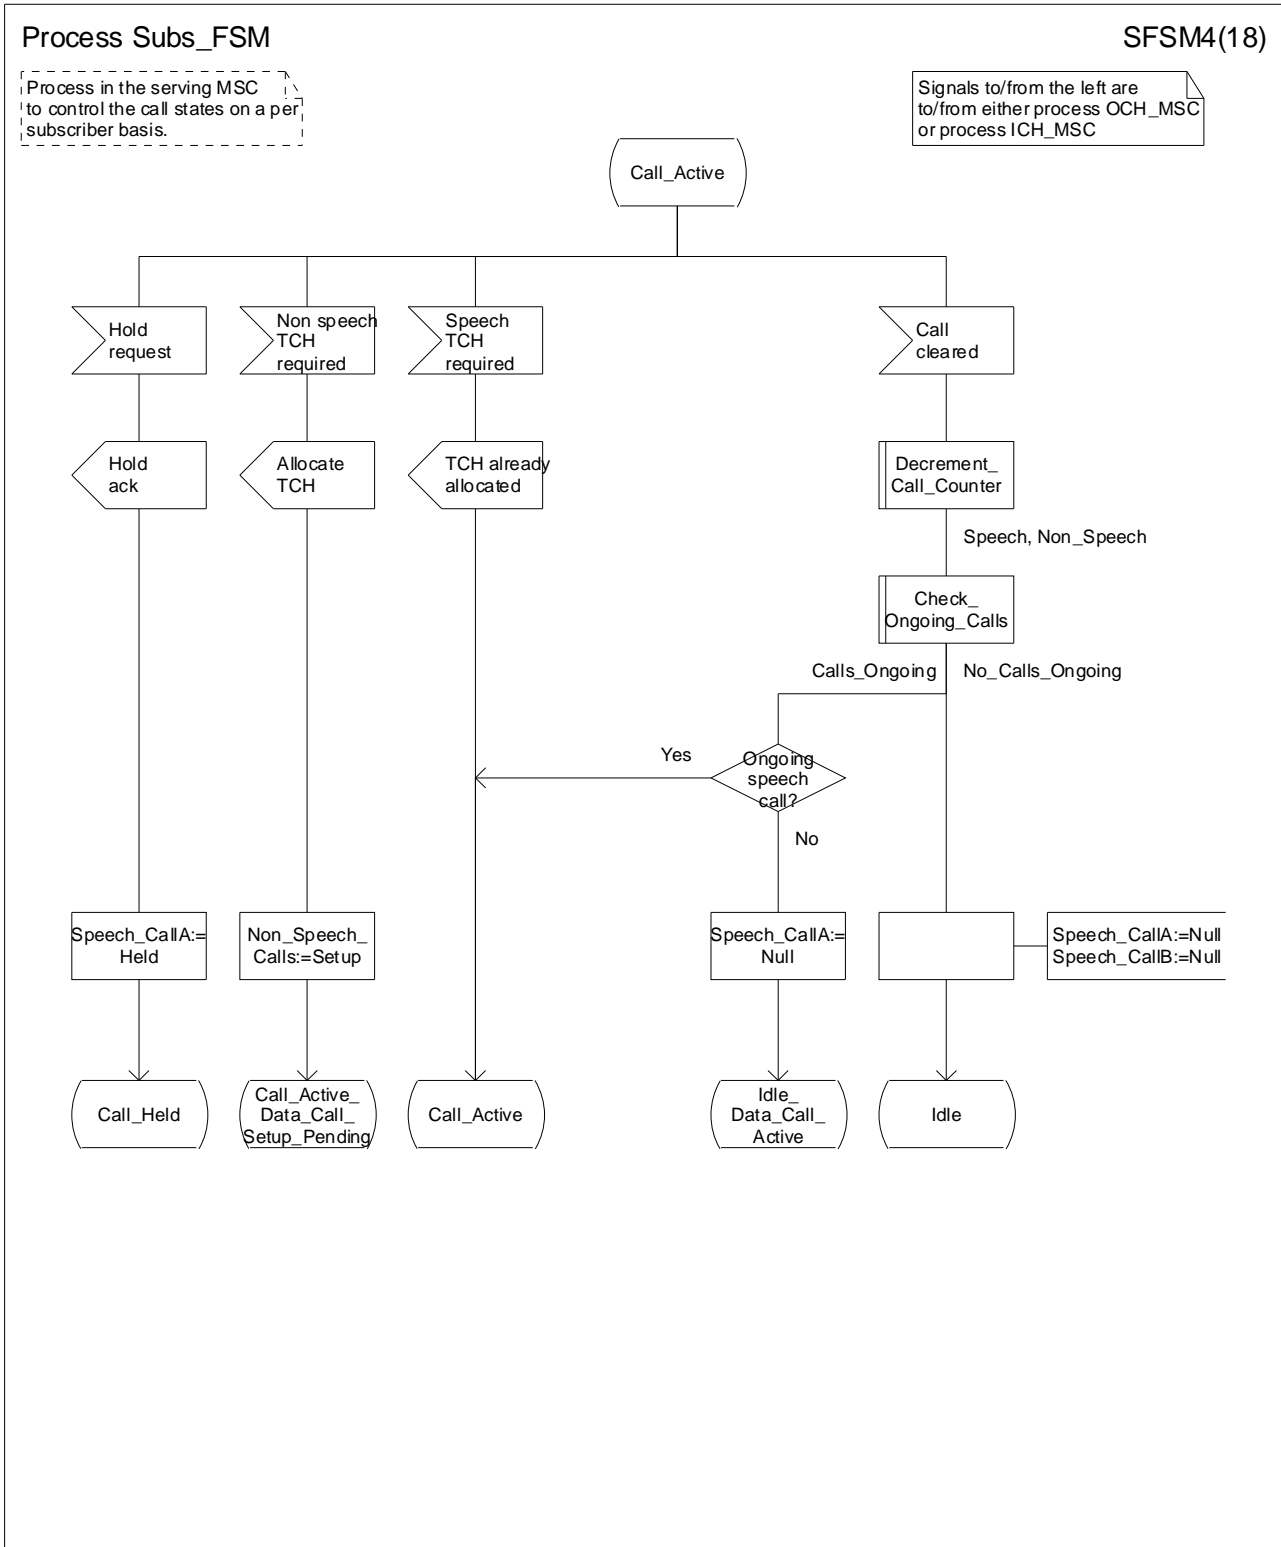 Process Subs_FSM
SFSM4(18)
Process in the serving MSC
to control the call states on a per
subscriber basis.
Signals to/from the left are
to/from either process OCH_MSC
or process ICH_MSC
Call_Active
Hold
request
Non speech
TCH
required
Speech
TCH
required
Call
cleared
Hold
ack
Allocate
TCH
TCH already
allocated
Decrement_
Call_Counter
Speech, Non_Speech
Check_
Ongoing_Calls
Calls_Ongoing
No_Calls_Ongoing
Yes
Ongoing
speech
call?
No
Speech_CallA:=
Held
Non_Speech_
Calls:=Setup
Speech_CallA:=
Null
Speech_CallA:=Null
Speech_CallB:=Null
Call_Held
Call_Active_
Data_Call_
Setup_Pending
Call_Active
Idle_
Data_Call_
Active
Idle